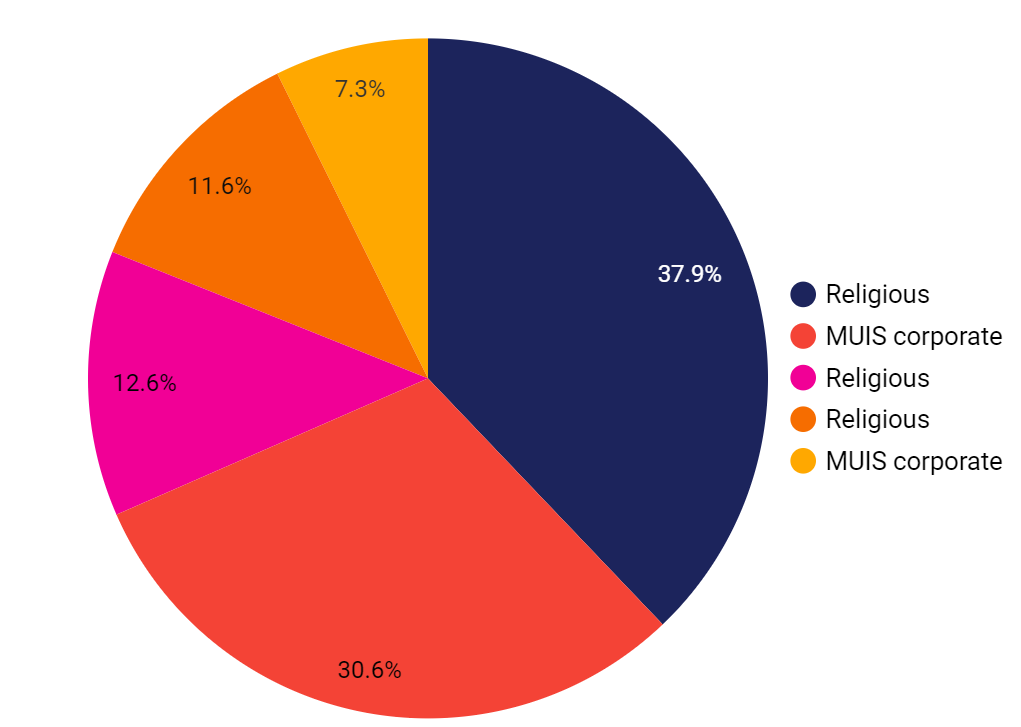 7.3%
11.6%
37.9%
12.6%
30.6%
Religious
MUIS corporate
Religious
Religious
MUIS corporate